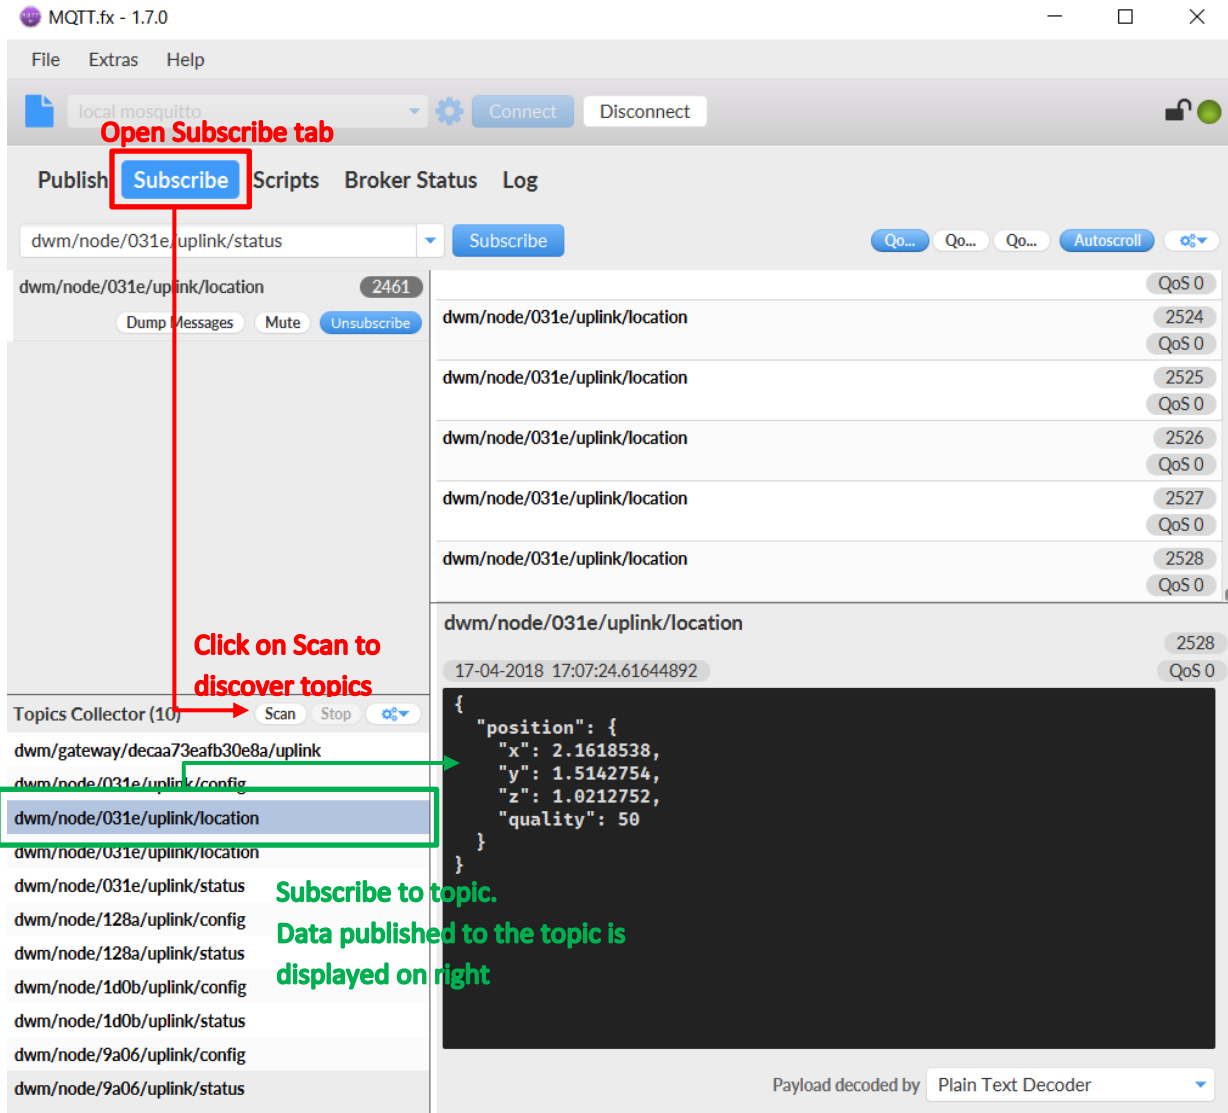 MQTT.fx - 1.7.0
File Extras Help
local mosquitto Connect Disconnect
Open Subscribe tab
Publish Subscribe Scripts Broker Status Log
dwm/node/031e/uplink/status Subscribe Qo... Qo... Qo... Autoscroll
dwm/node/031e/uplink/location 2461
Dump Messages Mute Unsubscribe
QoS 0
dwm/node/031e/uplink/location 2524
QoS 0
dwm/node/031e/uplink/location 2525
QoS 0
dwm/node/031e/uplink/location 2526
QoS 0
dwm/node/031e/uplink/location 2527
QoS 0
dwm/node/031e/uplink/location 2528
QoS 0
Click on Scan to
discover topics
Topics Collector (10) Scan Stop
dwm/gateway/decaa73eafb30e8a/uplink
dwm/node/031e/uplink/config
dwm/node/031e/uplink/location
dwm/node/031e/uplink/location
dwm/node/031e/uplink/status
dwm/node/128a/uplink/config
dwm/node/128a/uplink/status
dwm/node/1d0b/uplink/config
dwm/node/1d0b/uplink/status
dwm/node/9a06/uplink/config
dwm/node/9a06/uplink/status
Subscribe to topic.
Data published to the topic is
displayed on right
dwm/node/031e/uplink/location
2528
17-04-2018 17:07:24.61644892 QoS 0
{
"position": {
"x": 2.1618538,
"y": 1.5142754,
"z": 1.0212752,
"quality": 50
}
}
Payload decoded by Plain Text Decoder